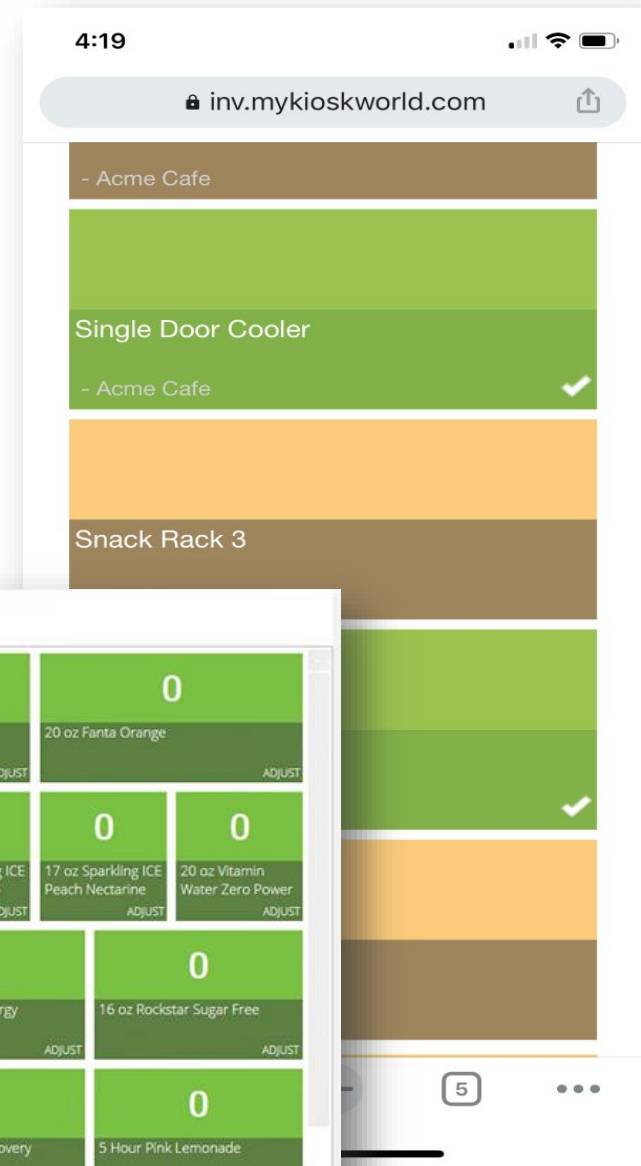 4:19
inv.mykioskworld.com
- Acme Cafe
Single Door Cooler
- Acme Cafe
Snack Rack 3
0
20 oz Fanta Orange
ADJUST
0
0
ICE
17 oz Sparkling ICE
20 oz Vitamin
Peach Nectarine
Water Zero Power
ADJUST
ADJUST
0
16 oz Rockstar Sugar Free
ADJUST
ADJUST
0
5 Hour Pink Lemonade
5